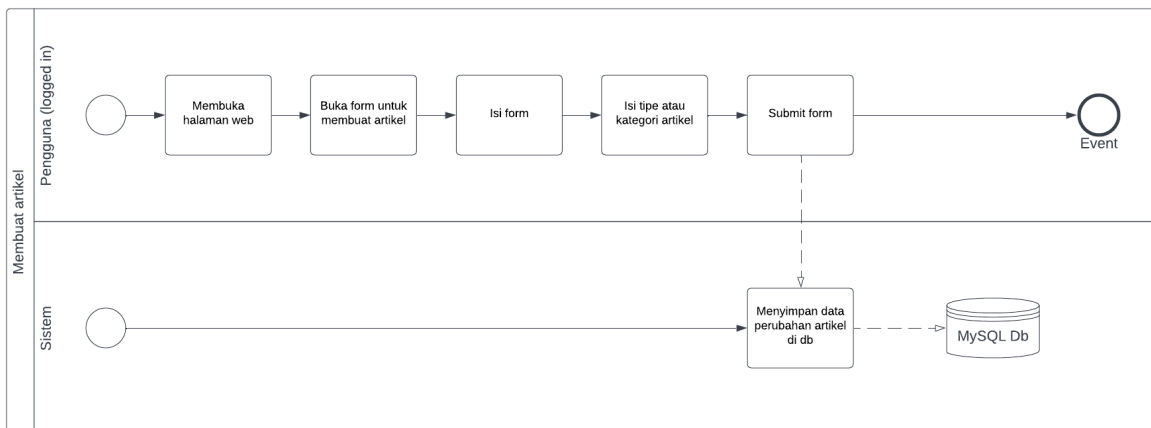 Membuat artikel
Pengguna (logged in)
Membuka
halaman web
Buka form untuk
membuat artikel
Isi form
Isi tipe atau
kategori artikel
Submit form
Event
Sistem
Menyimpan data
perubahan artikel
di db
MySQL Db